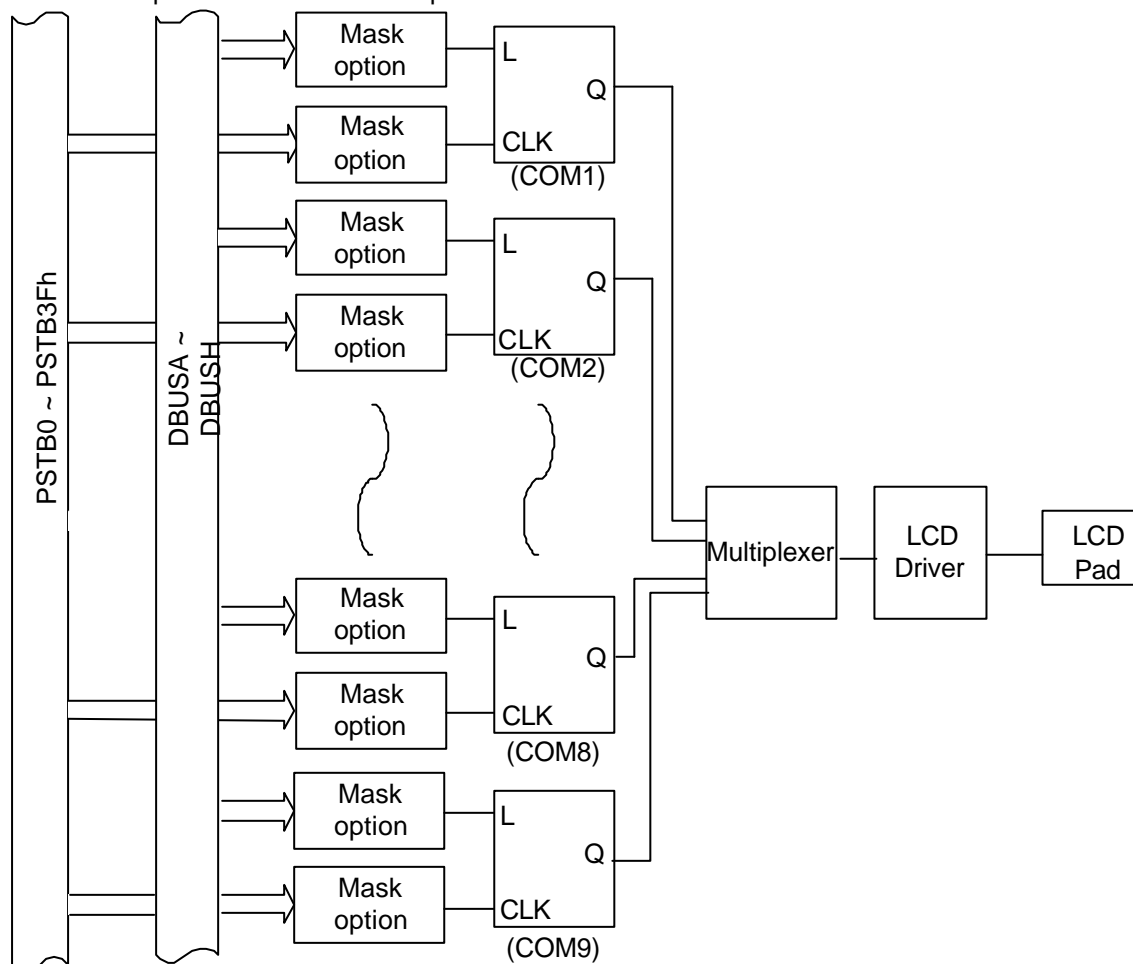 PSTB0 ~ PSTB3Fh
DBUSA ~
DBUSH
Mask
option
L
Q
Mask
option
CLK
(COM1)
Mask
option
L
Q
Mask
option
CLK
(COM2)
Mask
option
L
Q
Mask
option
CLK
(COM8)
Mask
option
L
Q
Mask
option
CLK
(COM9)
Multiplexer
LCD
Driver
LCD
Pad